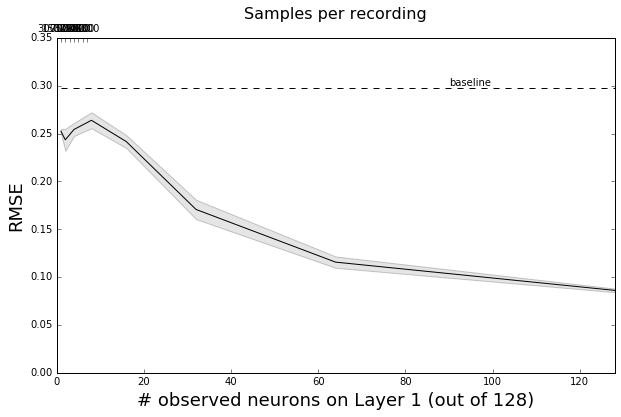 Samples per recording
0.35
0.30
baseline
0.25
0.20
RMSE
0.15
0.10
0.05
0.00
0 20 40 60 80 100 120
# observed neurons on Layer 1 (out of 128)